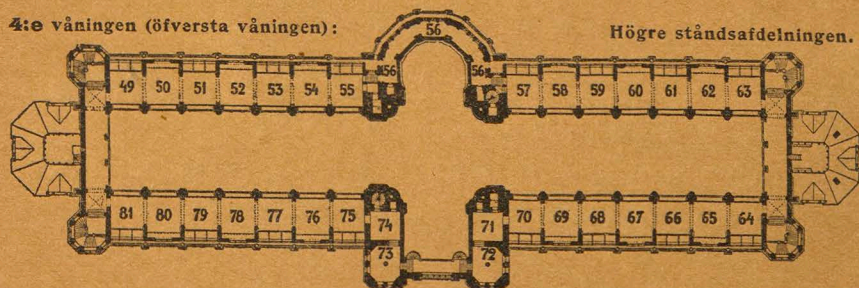 4:e våningen (öfversta våningen): Högre ståndsafdelningen.
56
56 56
49 50 51 52 53 54 55 57 58 59 60 61 62 63
81 80 79 78 77 76 75 74 71 70 69 68 67 66 65 64
73 72